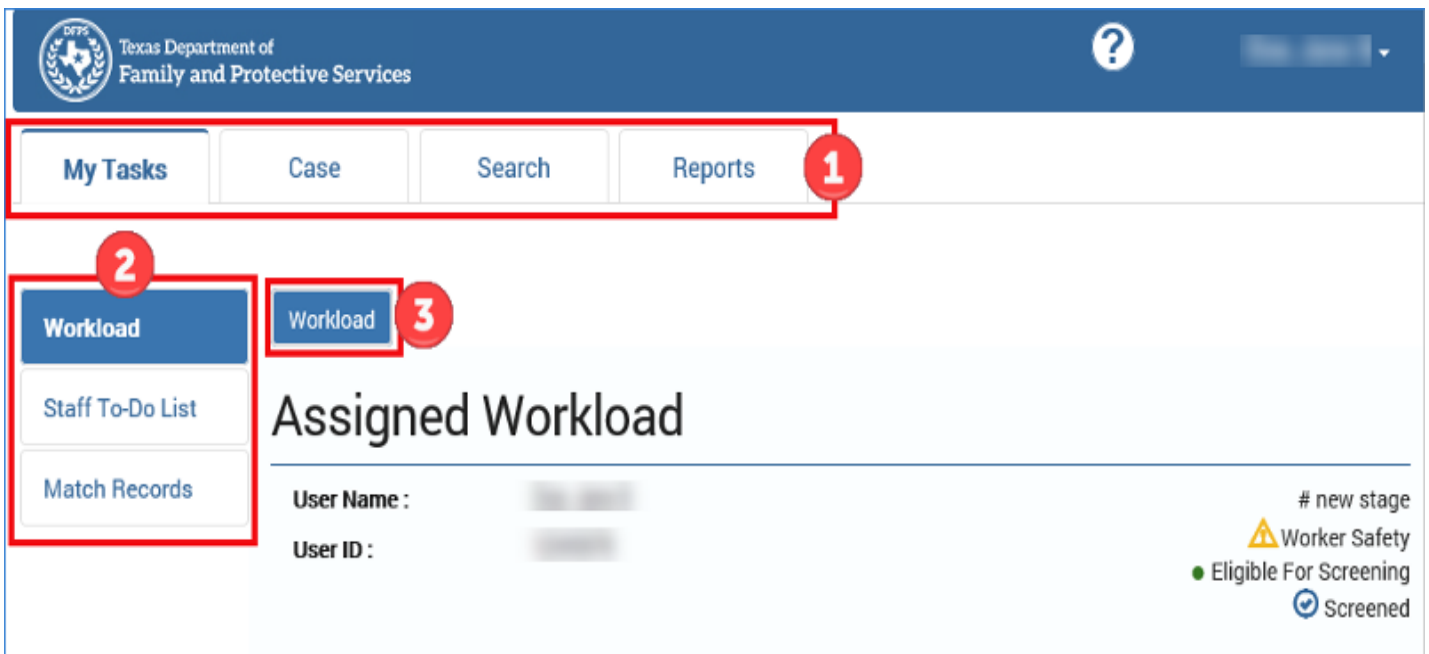 DFPS
Texas Department of
Family and Protective Services
?
My Tasks Case Search Reports 1
2
Workload
Staff To-Do List
Match Records
Workload 3
Assigned Workload
User Name :
User ID :
# new stage
Worker Safety
Eligible For Screening
Screened